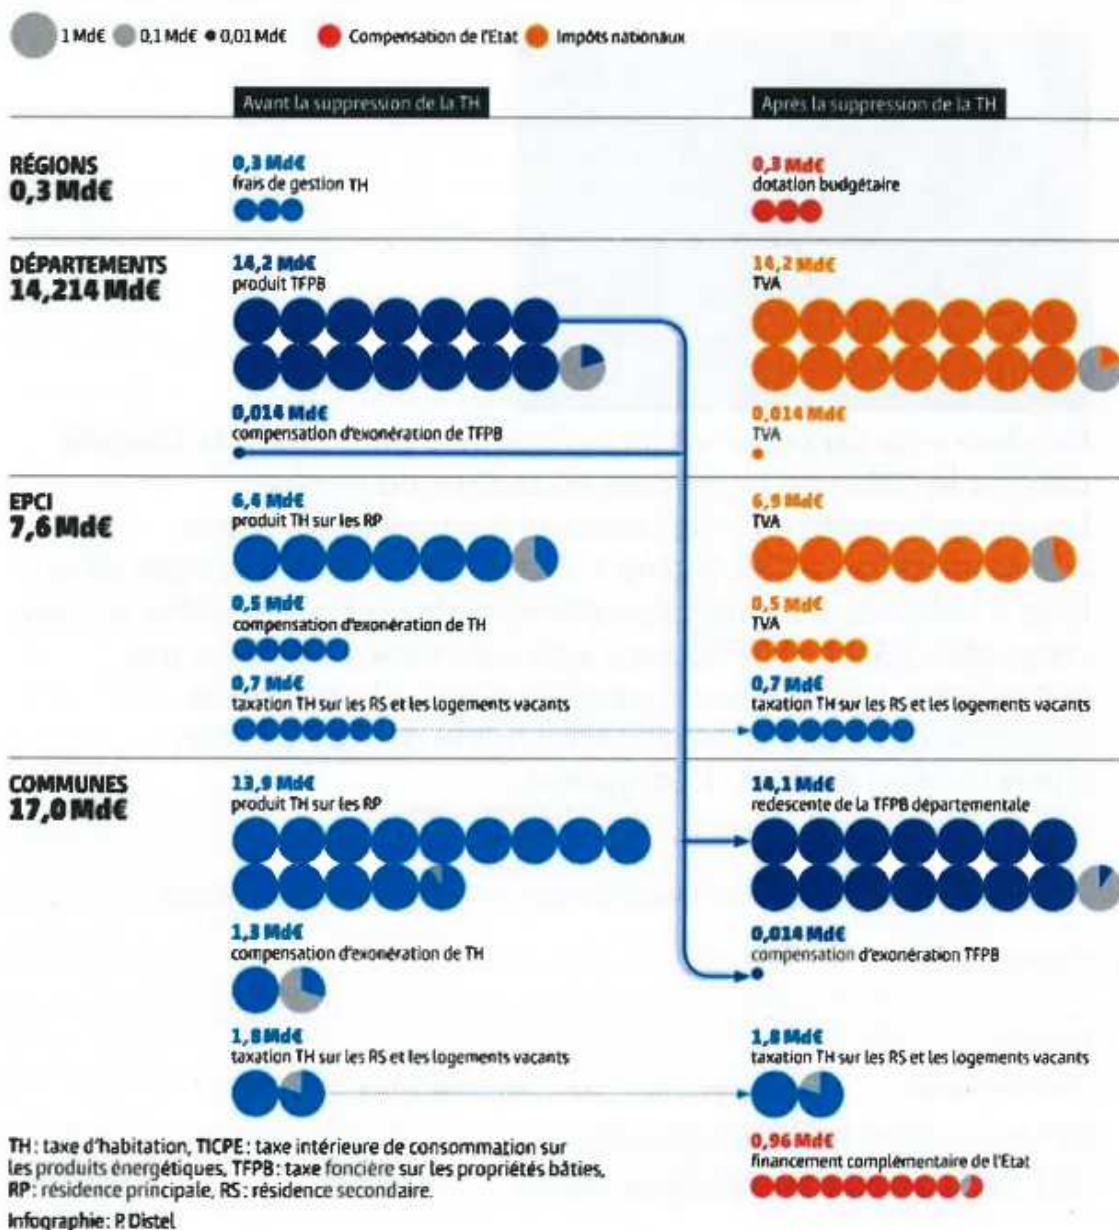 1 Md€ 0,1 Md€ 0,01 Md€ Compensation de l'Etat Impôts nationaux
Avant la suppression de la TH
Après la suppression de la TH
RÉGIONS
0,3 Md€
0,3 Md€
frais de gestion TH
0,3 Md€
dotation budgétaire
DÉPARTEMENTS
14,214 Md€
14,2 Md€
produit TFPB
14,2 Md€
TVA
0,014 Md€
compensation d'exonération de TFPB
0,014 Md€
TVA
EPCI
7,6 Md€
6,4 Md€
produit TH sur les RP
6,9 Md€
TVA
0,5 Md€
compensation d'exonération de TH
0,5 Md€
TVA
0,7 Md€
taxation TH sur les RS et les logements vacants
0,7 Md€
taxation TH sur les RS et les logements vacants
COMMUNES
17,0 Md€
13,9 Md€
produit TH sur les RP
14,1 Md€
redescente de la TFPB départementale
1,3 Md€
compensation d'exonération de TH
0,014 Md€
compensation d'exonération TFPB
1,8 Md€
taxation TH sur les RS et les logements vacants
1,8 Md€
taxation TH sur les RS et les logements vacants
0,96 Md€
financement complémentaire de l'Etat
TH : taxe d'habitation, TICPE : taxe intérieure de consommation sur
les produits énergétiques, TFPB : taxe foncière sur les propriétés bâties,
RP : résidence principale, RS : résidence secondaire.
Infographie : P. Distel